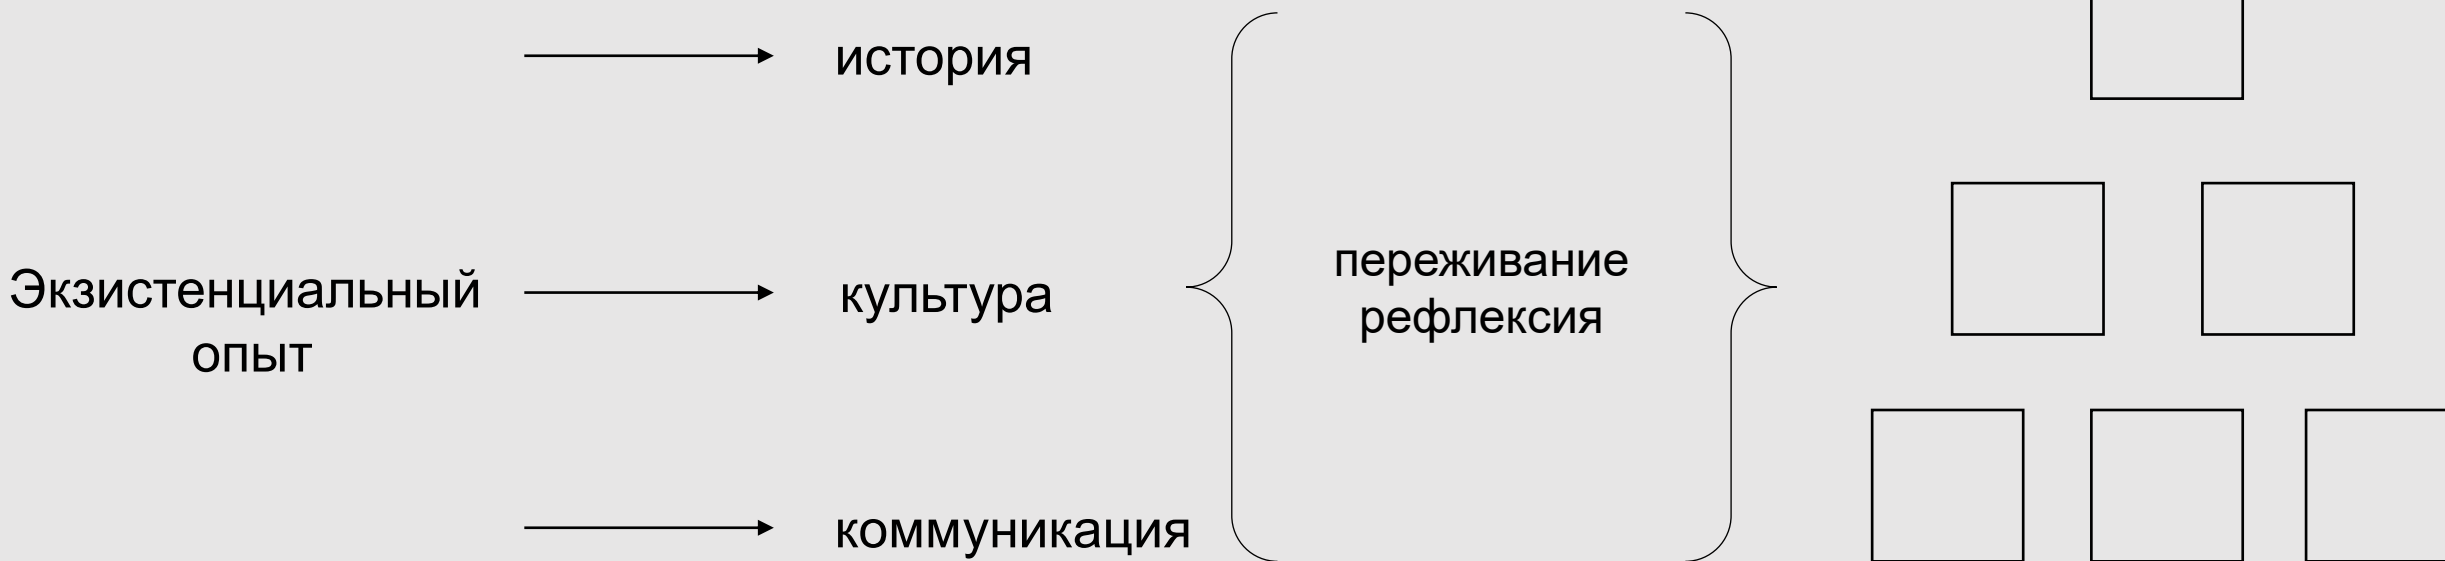 история
Экзистенциальный
опыт
культура
коммуникация
переживание
рефлексия